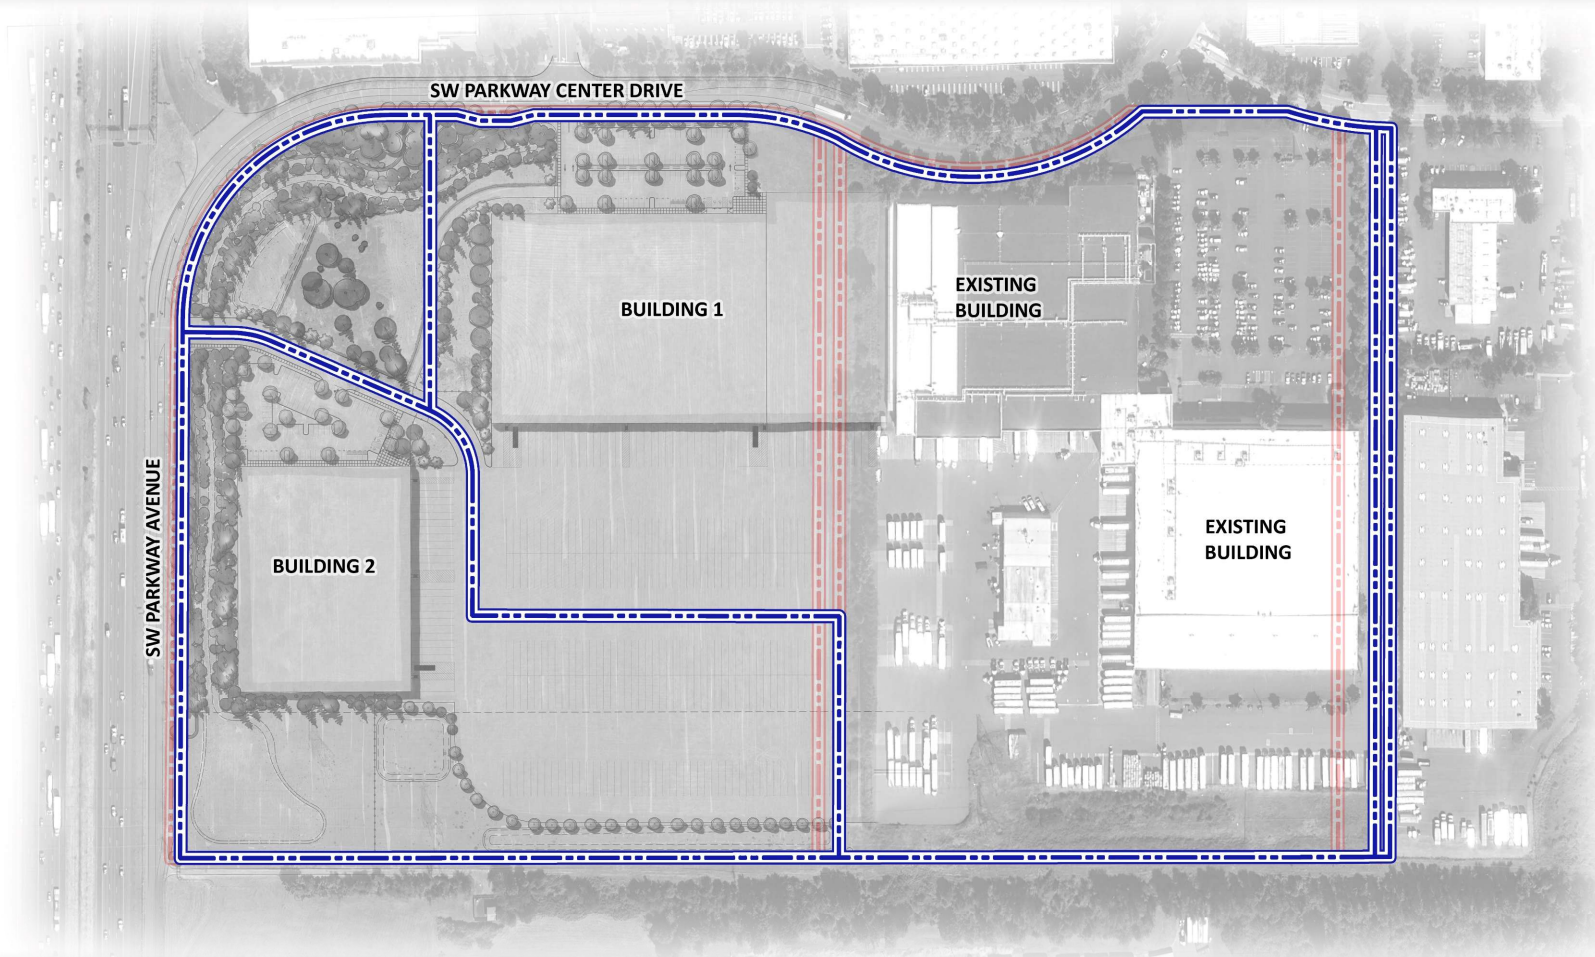 SW PARKWAY CENTER DRIVE
EXISTING
BUILDING
BUILDING 1
EXISTING
BUILDING
SW PARKWAY AVENUE
BUILDING 2